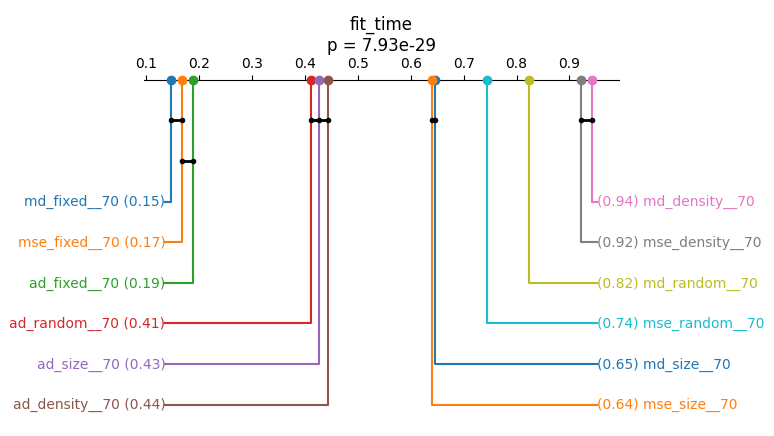 fit_time
p = 7.93e-29
0.1 0.2 0.3 0.4 0.5 0.6 0.7 0.8 0.9
md_fixed__70 (0.15)
(0.94) md_density__70
mse_fixed__70 (0.17)
(0.92) mse_density__70
ad_fixed__70 (0.19)
(0.82) md_random__70
ad_random__70 (0.41)
(0.74) mse_random__70
ad_size__70 (0.43)
(0.65) md_size__70
ad_density__70 (0.44)
(0.64) mse_size__70